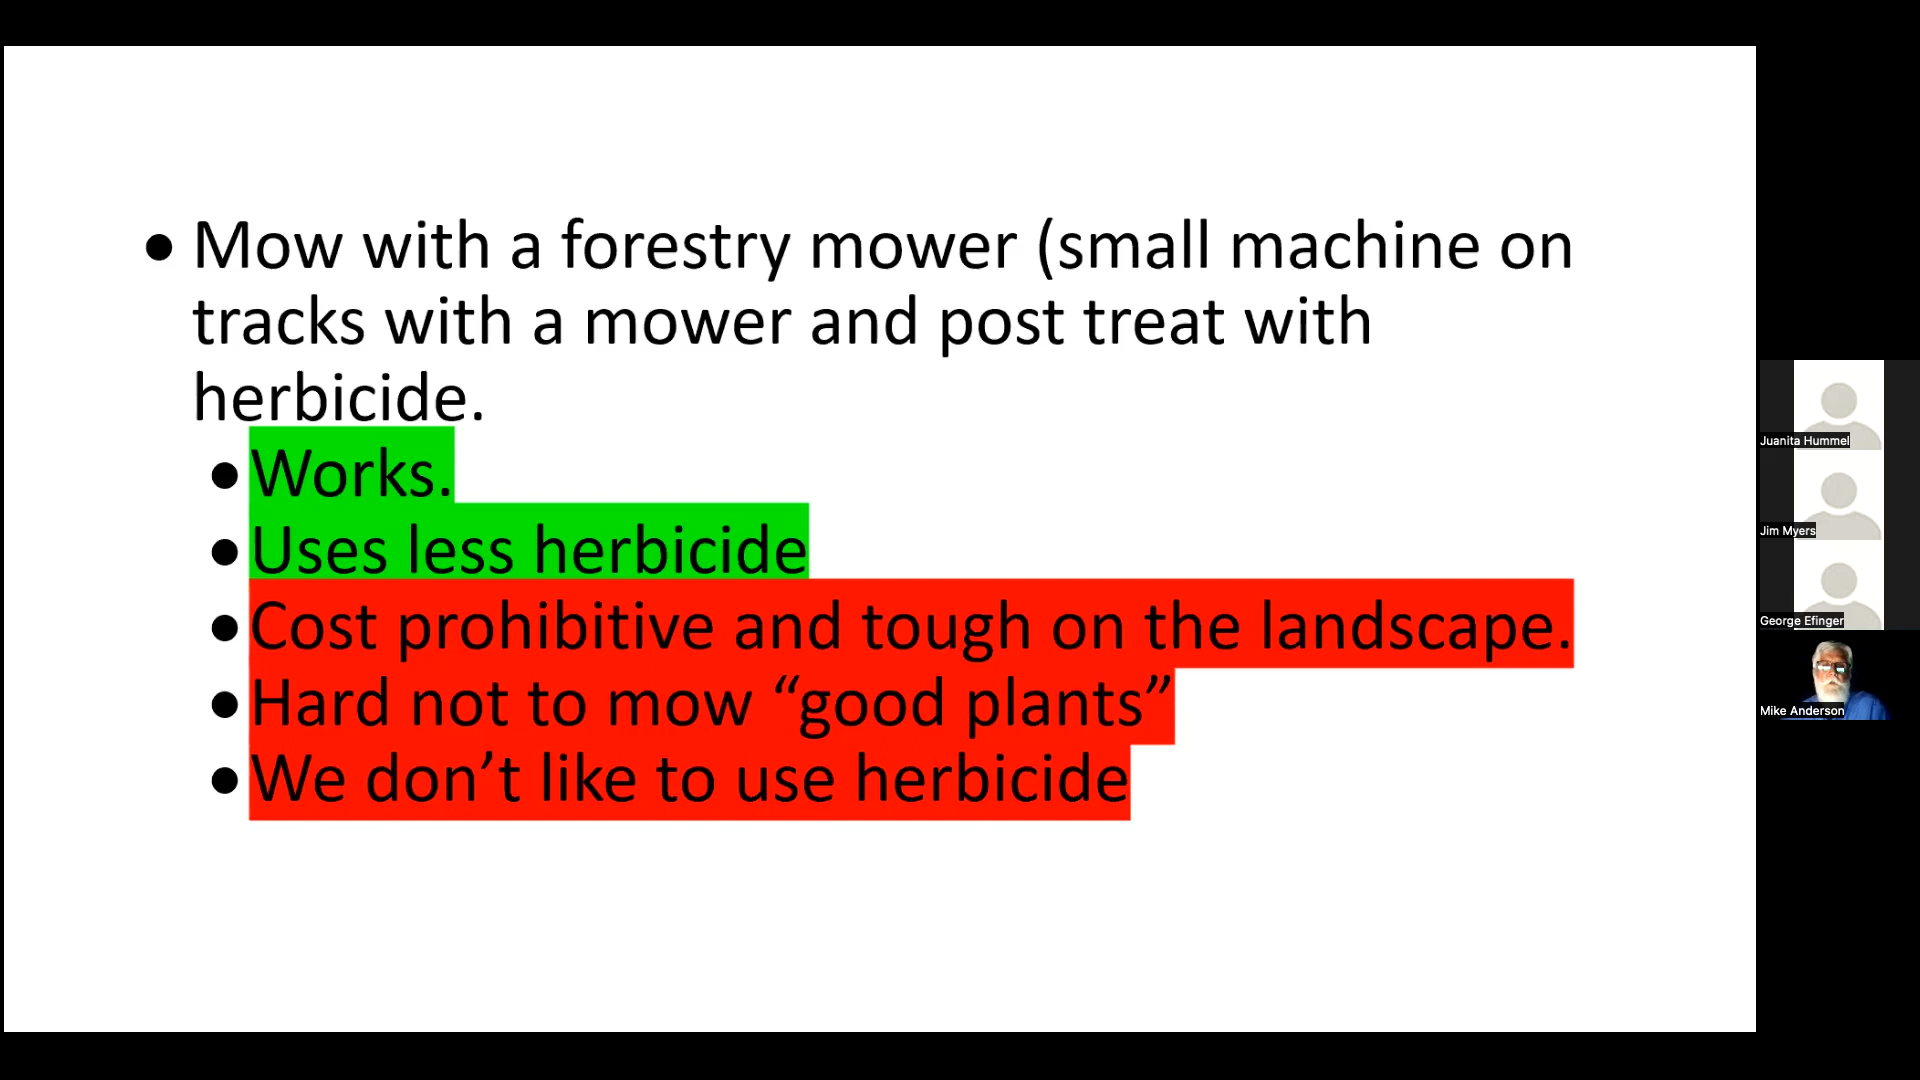 • Mow with a forestry mower (small machine on
tracks with a mower and post treat with
herbicide.
• Works.
• Uses less herbicide
• Cost prohibitive and tough on the landscape.
• Hard not to mow “good plants”
• We don’t like to use herbicide
Juanita Hummel
Jim Myers
George Efinger
Mike Anderson